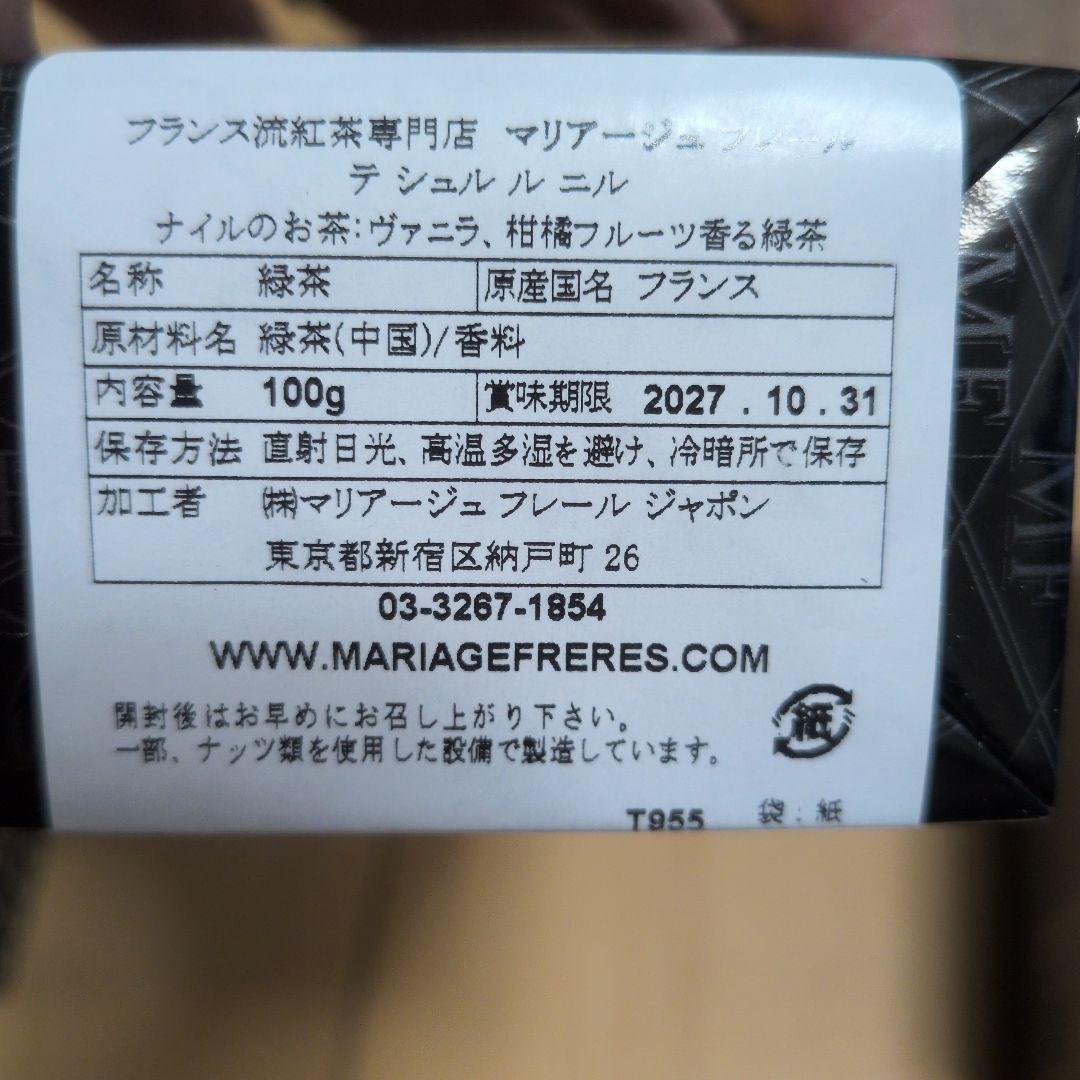 フランス流紅茶専門店 マリアージュ フレール
テ シュル ル ニル
ナイルのお茶:ヴァニラ、柑橘フルーツ香る緑茶
名称 緑茶 原産国名 フランス
原材料名 緑茶(中国)/香料
内容量 100g 賞味期限 2027 . 10 . 31
保存方法 直射日光、高温多湿を避け、冷暗所で保存
加工者 ㈱マリアージュ フレール ジャポン
東京都新宿区納戸町 26
03-3267-1854
WWW.MARIAGEFRERES.COM
開封後はお早めにお召し上がり下さい。
一部、ナッツ類を使用した設備で製造しています。
紙
T955 袋:紙